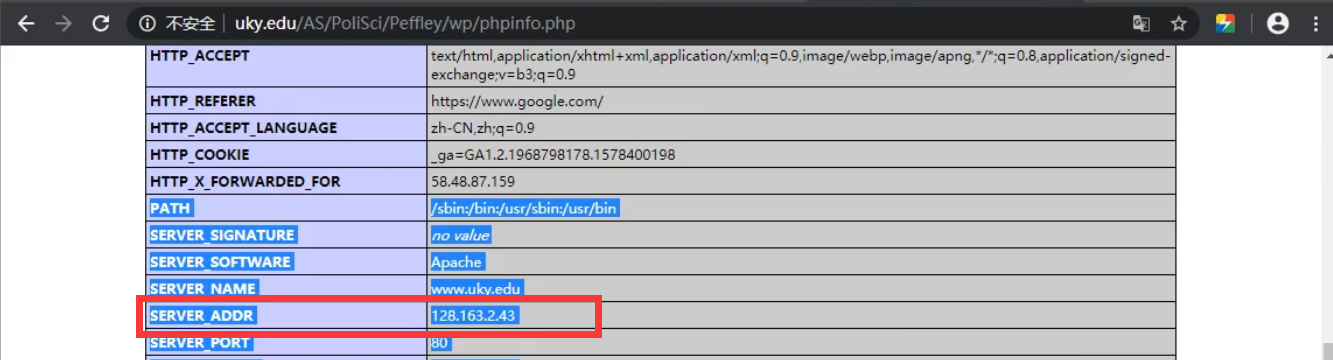 不安全 | uky.edu/AS/PoliSci/Peffley/wp/phpinfo.php
HTTP_ACCEPT text/html,application/xhtml+xml,application/xml;q=0.9,image/webp,image/apng,*/*;q=0.8,application/signed-
exchange;v=b3;q=0.9
HTTP_REFERER https://www.google.com/
HTTP_ACCEPT_LANGUAGE zh-CN,zh;q=0.9
HTTP_COOKIE _ga=GA1.2.1968798178.1578400198
HTTP_X_FORWARDED_FOR 58.48.87.159
PATH /sbin:/bin:/usr/sbin:/usr/bin
SERVER_SIGNATURE no value
SERVER_SOFTWARE Apache
SERVER_NAME www.uky.edu
SERVER_ADDR 128.163.2.43
SERVER_PORT 80